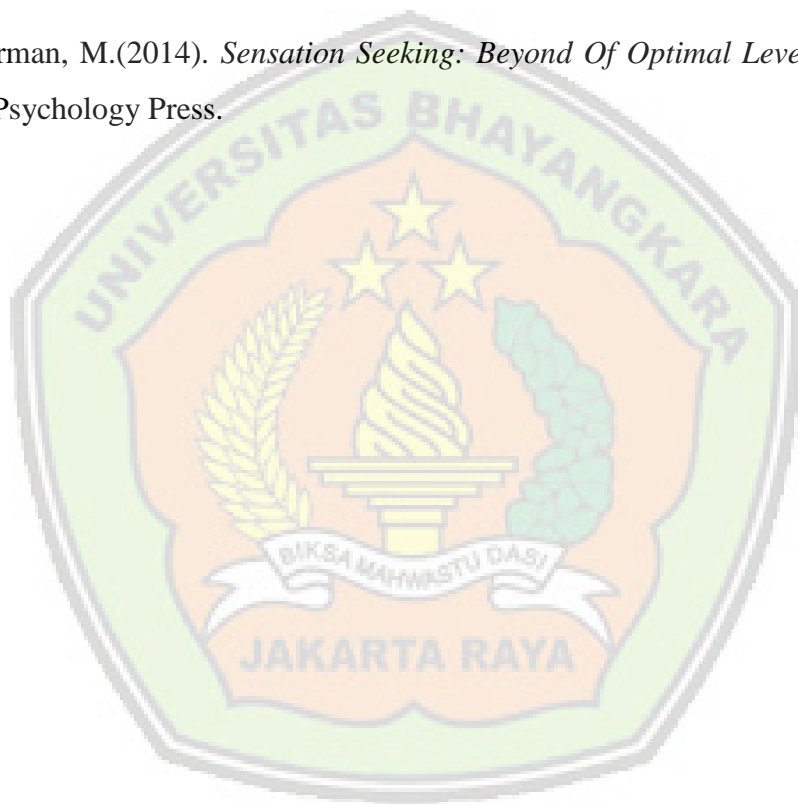 rman, M.(2014). Sensation Seeking: Beyond Of Optimal Leve
Psychology Press.
UNIVERSITAS BHAYANGKARA
BIKSA MAHWASTU DASI
JAKARTA RAYA